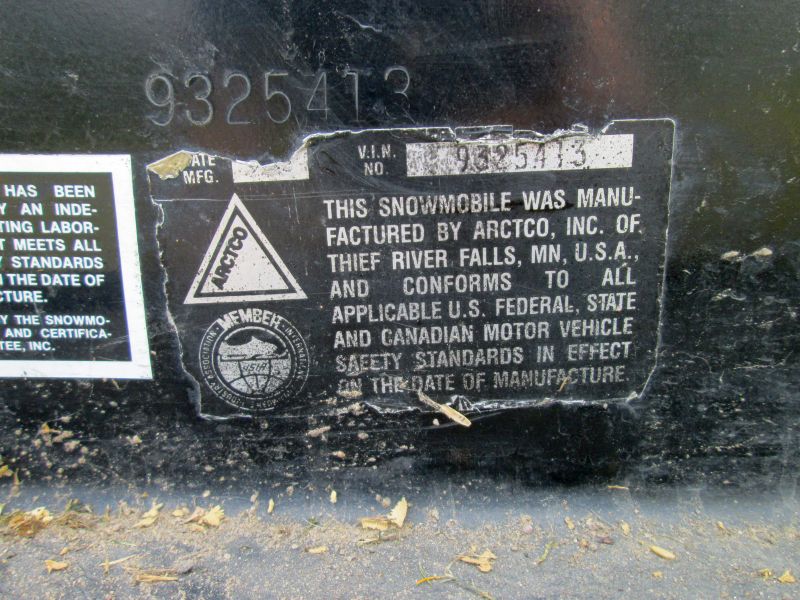 9325413
HAS BEEN
Y AN INDE-
TING LABOR-
T MEETS ALL
Y STANDARDS
N THE DATE OF
CTURE.
BY THE SNOWMO-
AND CERTIFICA-
TEE, INC.
ATE
MFG.
V.I.N.
NO.
9325413
ARCTCO
MEMBER
THIS SNOWMOBILE WAS MANU-
FACTURED BY ARCTCO, INC. OF
THIEF RIVER FALLS, MN, U.S.A.,
AND CONFORMS TO ALL
APPLICABLE U.S. FEDERAL, STATE
AND CANADIAN MOTOR VEHICLE
SAFETY STANDARDS IN EFFECT
ON THE DATE OF MANUFACTURE.